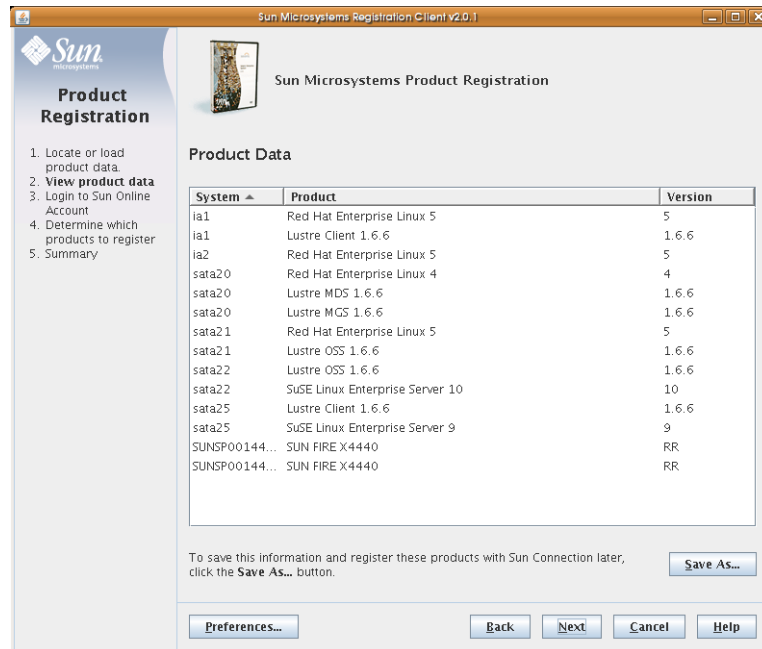 Sun Microsystems Registration Client v2.0.1
Sun
microsystems
Product
Registration
1. Locate or load
product data.
2. View product data
3. Login to Sun Online
Account
4. Determine which
products to register
5. Summary
Sun Microsystems Product Registration
Product Data
System Product Version
ia1 Red Hat Enterprise Linux 5 5
ia1 Lustre Client 1.6.6 1.6.6
ia2 Red Hat Enterprise Linux 5 5
sata20 Red Hat Enterprise Linux 4 4
sata20 Lustre MDS 1.6.6 1.6.6
sata20 Lustre MGS 1.6.6 1.6.6
sata21 Red Hat Enterprise Linux 5 5
sata21 Lustre OSS 1.6.6 1.6.6
sata22 Lustre OSS 1.6.6 1.6.6
sata22 SuSE Linux Enterprise Server 10 10
sata25 Lustre Client 1.6.6 1.6.6
sata25 SuSE Linux Enterprise Server 9 9
SUNSP00144... SUN FIRE X4440 RR
SUNSP00144... SUN FIRE X4440 RR
To save this information and register these products with Sun Connection later,
click the Save As... button.
Save As...
Preferences... Back Next Cancel Help